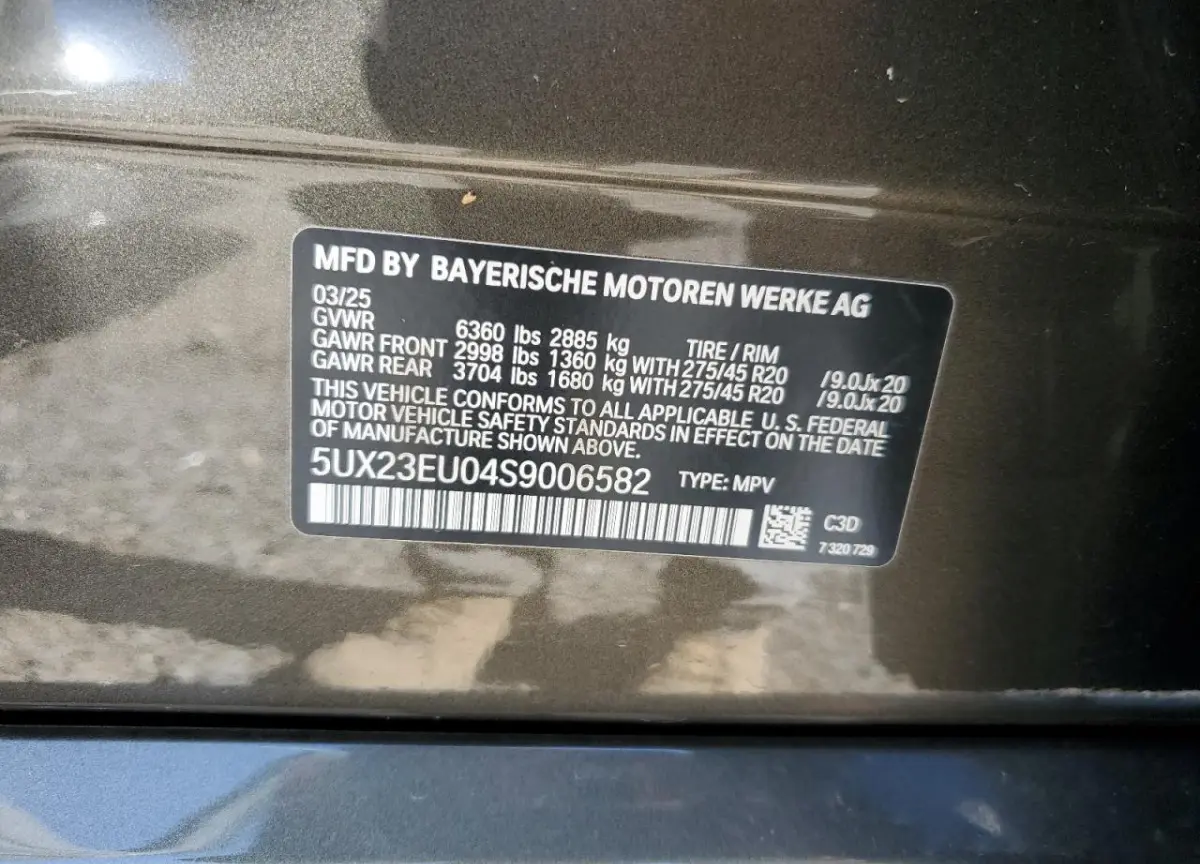 MFD BY BAYERISCHE MOTOREN WERKE AG
03/25
GVWR 6360 lbs 2885 kg TIRE / RIM
GAWR FRONT 2998 lbs 1360 kg WITH 275/45 R20 / 9.0Jx20
GAWR REAR 3704 lbs 1680 kg WITH 275/45 R20 / 9.0Jx20
THIS VEHICLE CONFORMS TO ALL APPLICABLE U. S. FEDERAL
MOTOR VEHICLE SAFETY STANDARDS IN EFFECT ON THE DATE
OF MANUFACTURE SHOWN ABOVE.
5UX23EU04S9006582 TYPE: MPV
C3D
7 320 729